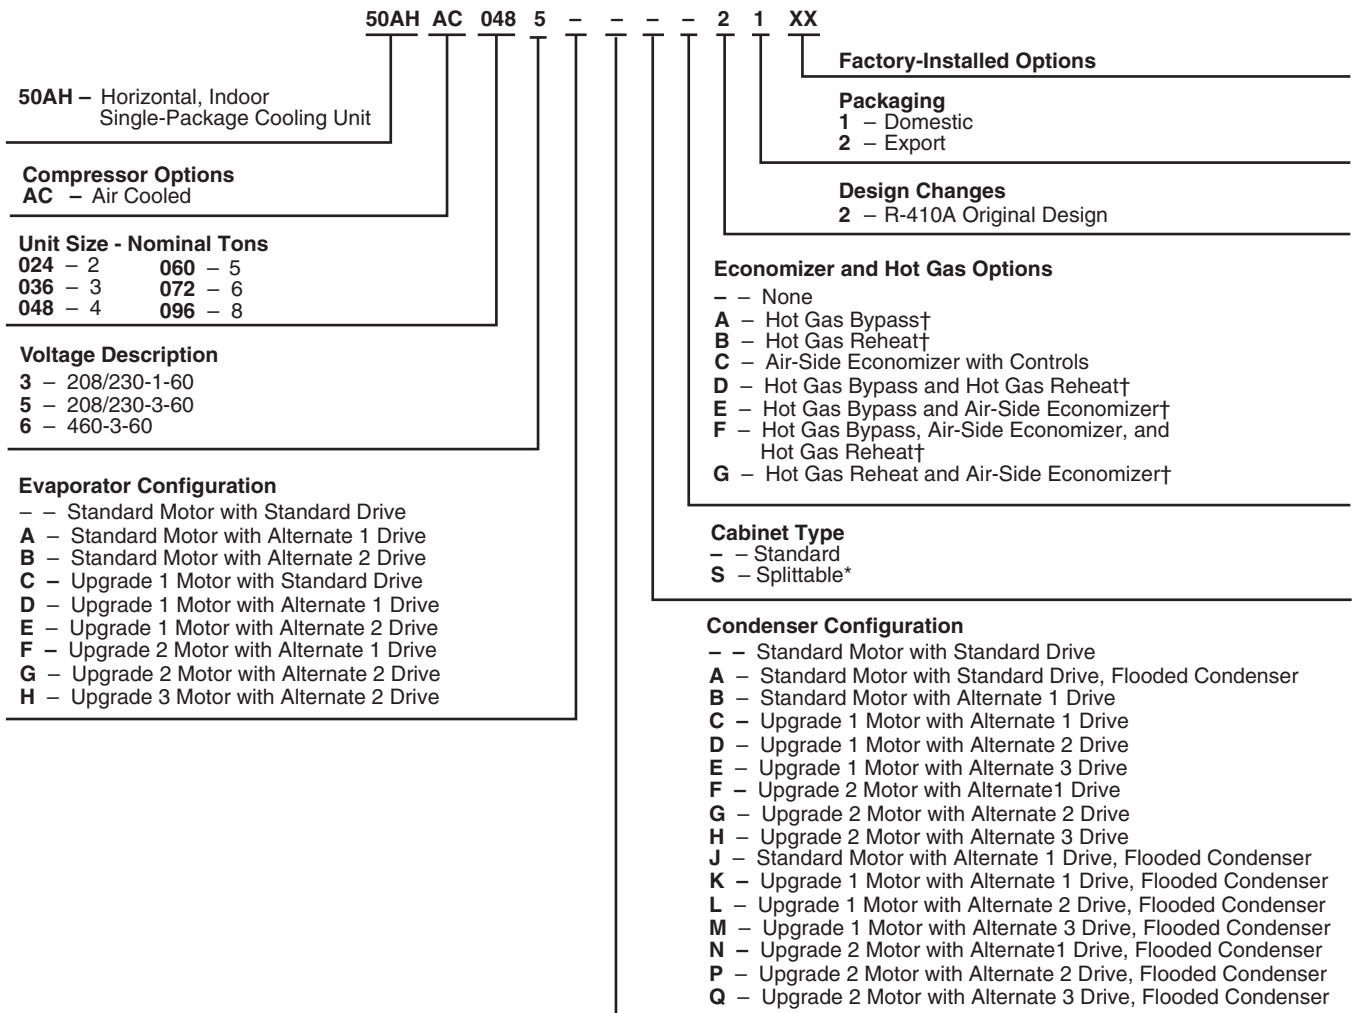 50AH AC 048 5 – – – – 2 1 XX
50AH – Horizontal, Indoor
Single-Package Cooling Unit
Compressor Options
AC – Air Cooled
Unit Size - Nominal Tons
024 – 2 060 – 5
036 – 3 072 – 6
048 – 4 096 – 8
Voltage Description
3 – 208/230-1-60
5 – 208/230-3-60
6 – 460-3-60
Evaporator Configuration
– – Standard Motor with Standard Drive
A – Standard Motor with Alternate 1 Drive
B – Standard Motor with Alternate 2 Drive
C – Upgrade 1 Motor with Standard Drive
D – Upgrade 1 Motor with Alternate 1 Drive
E – Upgrade 1 Motor with Alternate 2 Drive
F – Upgrade 2 Motor with Alternate 1 Drive
G – Upgrade 2 Motor with Alternate 2 Drive
H – Upgrade 3 Motor with Alternate 2 Drive
Factory-Installed Options
Packaging
1 – Domestic
2 – Export
Design Changes
2 – R-410A Original Design
Economizer and Hot Gas Options
– – None
A – Hot Gas Bypass†
B – Hot Gas Reheat†
C – Air-Side Economizer with Controls
D – Hot Gas Bypass and Hot Gas Reheat†
E – Hot Gas Bypass and Air-Side Economizer†
F – Hot Gas Bypass, Air-Side Economizer, and
Hot Gas Reheat†
G – Hot Gas Reheat and Air-Side Economizer†
Cabinet Type
– – Standard
S – Splittable*
Condenser Configuration
– – Standard Motor with Standard Drive
A – Standard Motor with Standard Drive, Flooded Condenser
B – Standard Motor with Alternate 1 Drive
C – Upgrade 1 Motor with Alternate 1 Drive
D – Upgrade 1 Motor with Alternate 2 Drive
E – Upgrade 1 Motor with Alternate 3 Drive
F – Upgrade 2 Motor with Alternate1 Drive
G – Upgrade 2 Motor with Alternate 2 Drive
H – Upgrade 2 Motor with Alternate 3 Drive
J – Standard Motor with Alternate 1 Drive, Flooded Condenser
K – Upgrade 1 Motor with Alternate 1 Drive, Flooded Condenser
L – Upgrade 1 Motor with Alternate 2 Drive, Flooded Condenser
M – Upgrade 1 Motor with Alternate 3 Drive, Flooded Condenser
N – Upgrade 2 Motor with Alternate1 Drive, Flooded Condenser
P – Upgrade 2 Motor with Alternate 2 Drive, Flooded Condenser
Q – Upgrade 2 Motor with Alternate 3 Drive, Flooded Condenser